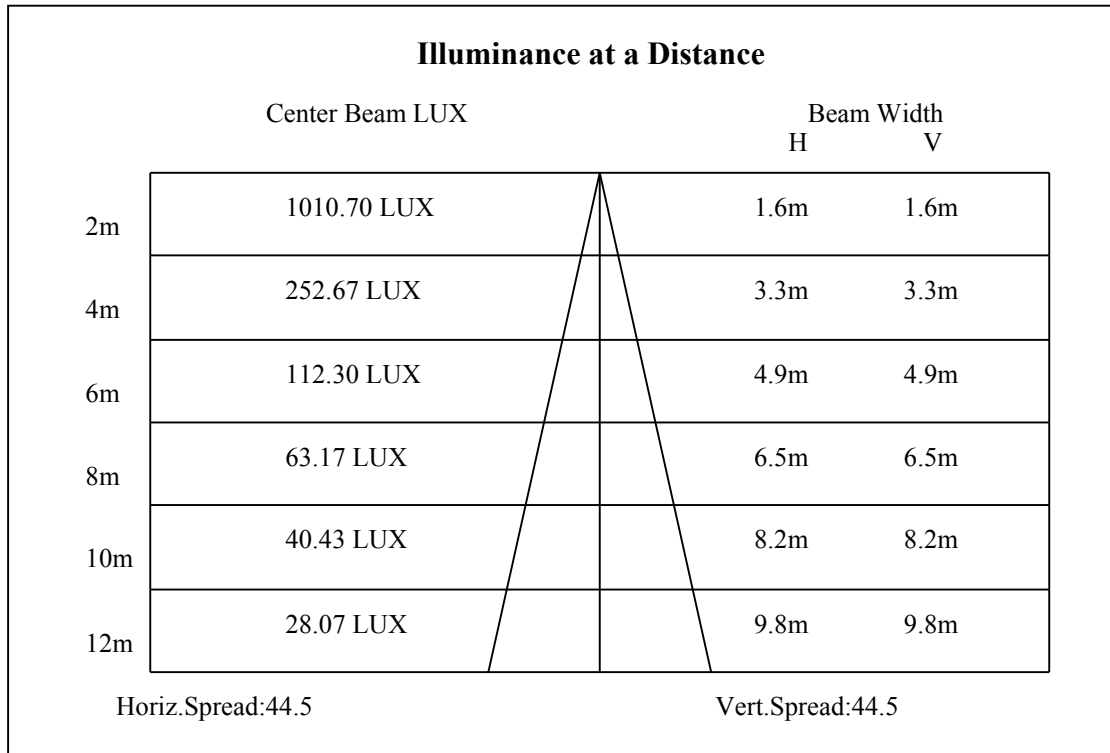 Illuminance at a Distance
Center Beam LUX Beam Width
H V
2m 1010.70 LUX 1.6m 1.6m
4m 252.67 LUX 3.3m 3.3m
6m 112.30 LUX 4.9m 4.9m
8m 63.17 LUX 6.5m 6.5m
10m 40.43 LUX 8.2m 8.2m
12m 28.07 LUX 9.8m 9.8m
Horiz.Spread:44.5 Vert.Spread:44.5